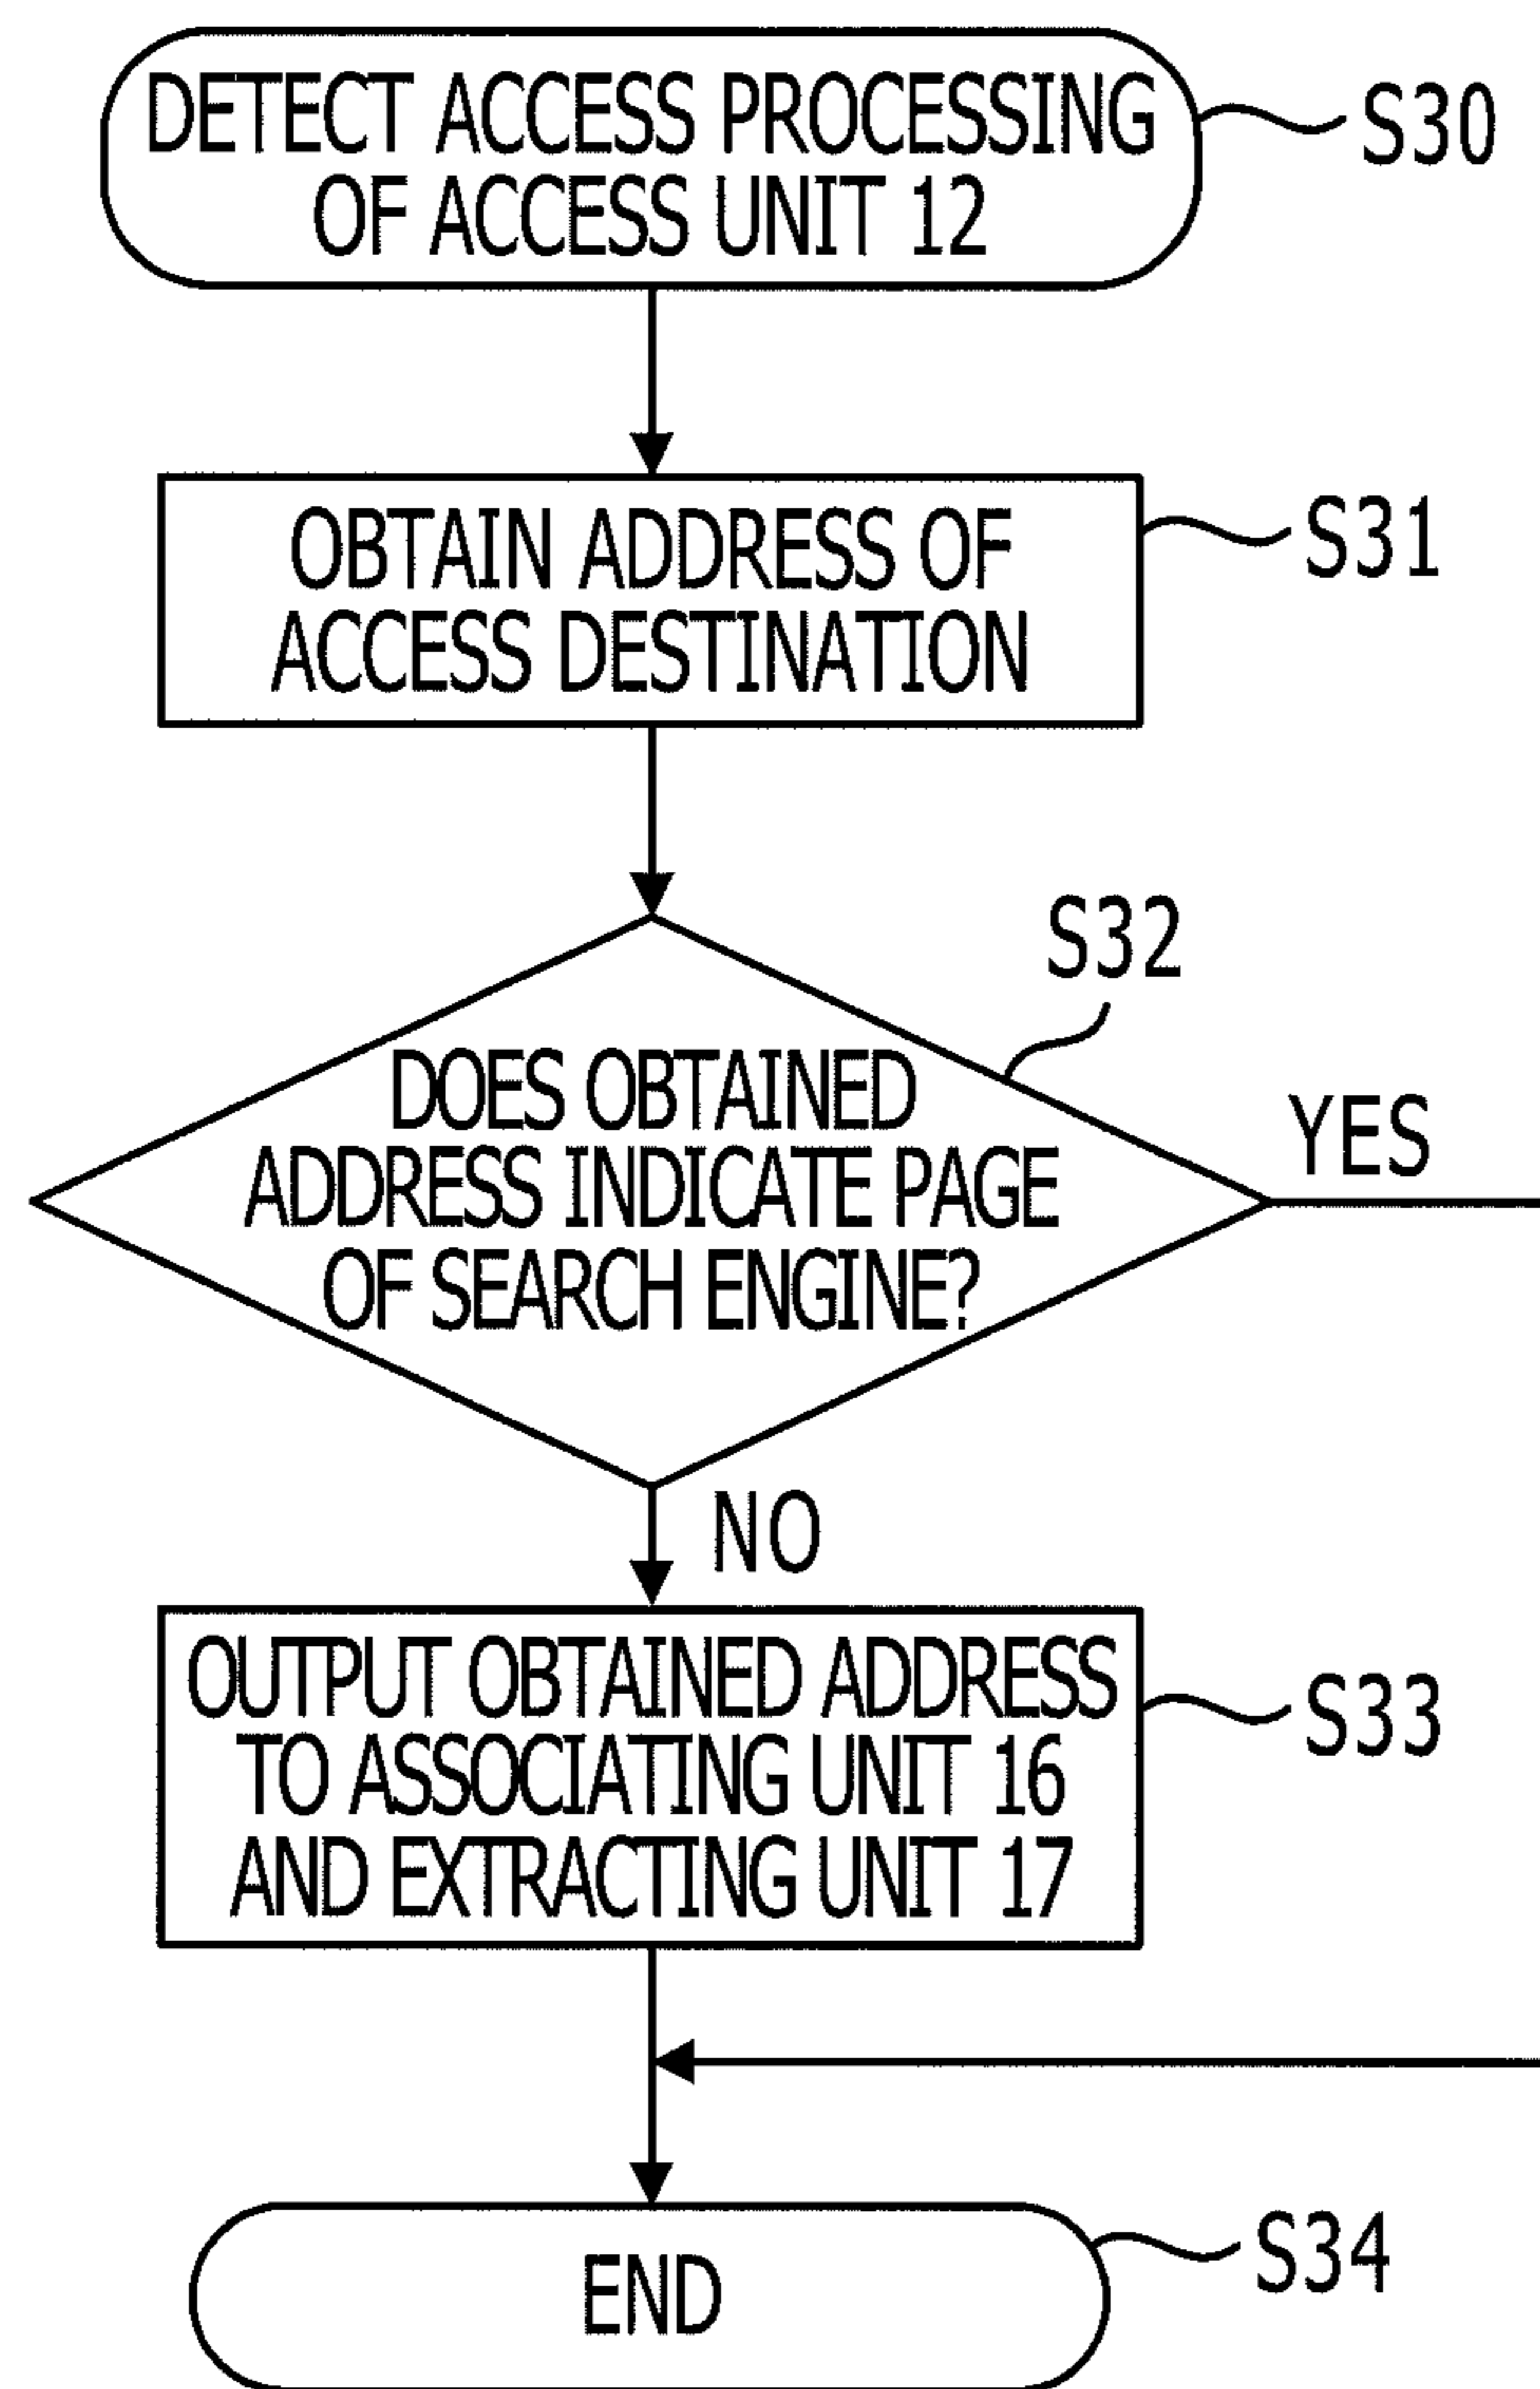 DETECT ACCESS PROCESSING
OF ACCESS UNIT 12
S30
OBTAIN ADDRESS OF
ACCESS DESTINATION
S31
S32
DOES OBTAINED
ADDRESS INDICATE PAGE
OF SEARCH ENGINE?
YES
NO
OUTPUT OBTAINED ADDRESS
TO ASSOCIATING UNIT 16
AND EXTRACTING UNIT 17
S33
END
S34